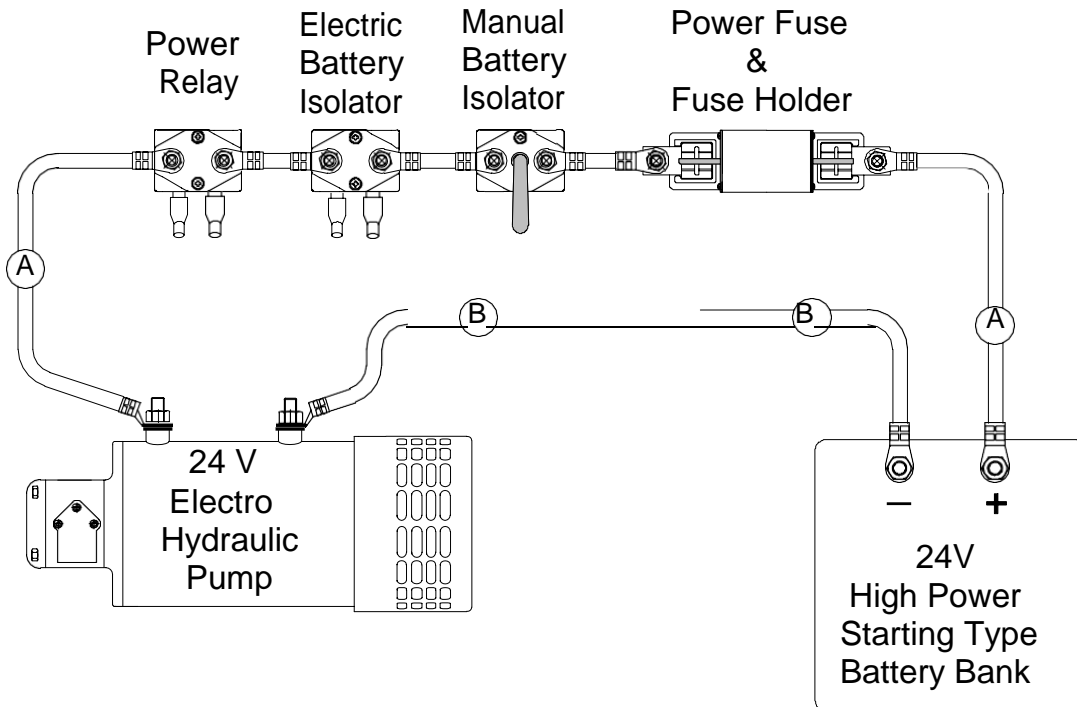 Power
Relay
Electric
Battery
Isolator
Manual
Battery
Isolator
Power Fuse
&
Fuse Holder
A
B
B
A
24 V
Electro
Hydraulic
Pump
– +
24V
High Power
Starting Type
Battery Bank